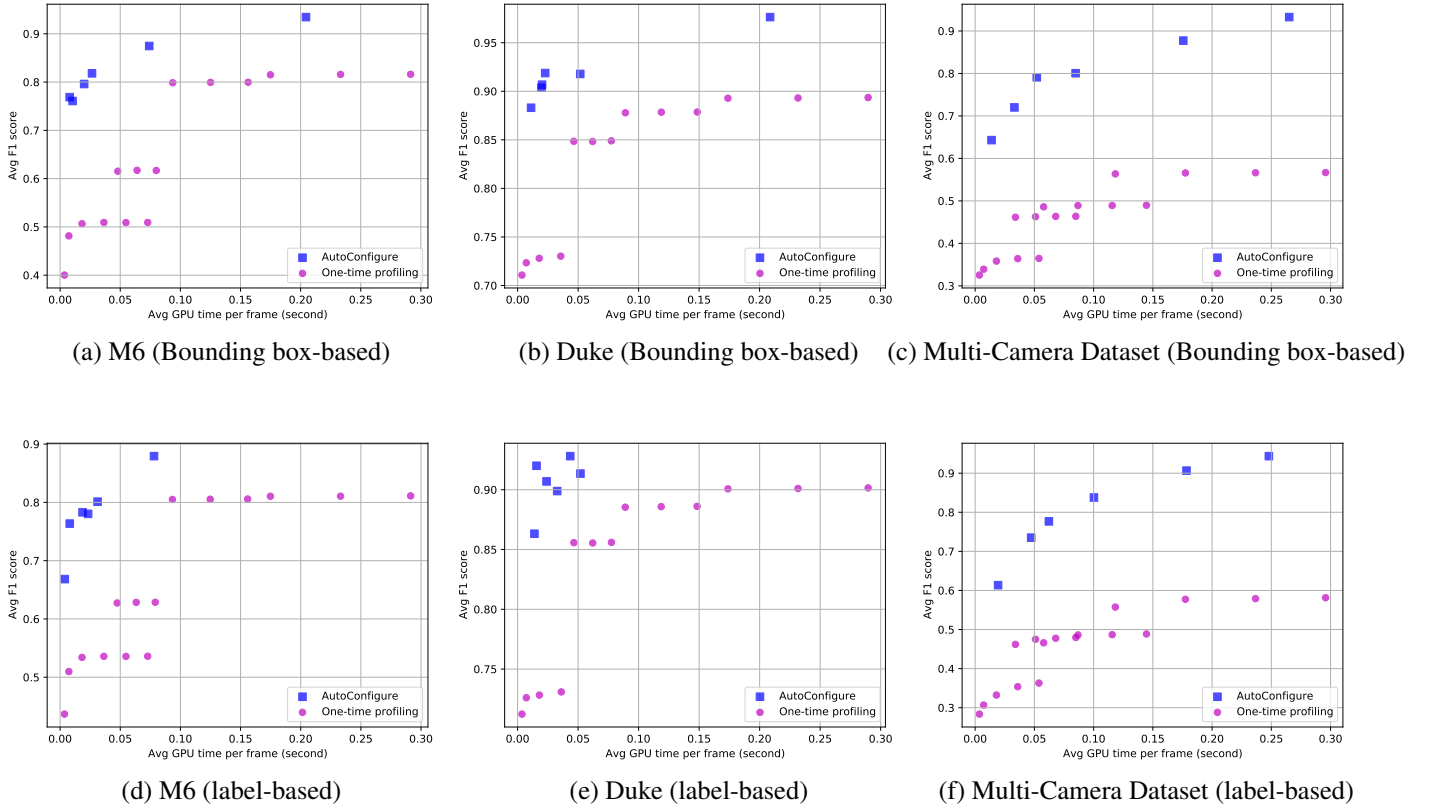 0.9
0.8
0.7
0.6
0.5
0.4
Avg F1 score
0.00 0.05 0.10 0.15 0.20 0.25 0.30
Avg GPU time per frame (second)
AutoConfigure
One-time profiling
(a) M6 (Bounding box-based)
0.95
0.90
0.85
0.80
0.75
0.70
Avg F1 score
0.00 0.05 0.10 0.15 0.20 0.25 0.30
Avg GPU time per frame (second)
AutoConfigure
One-time profiling
(b) Duke (Bounding box-based)
0.9
0.8
0.7
0.6
0.5
0.4
0.3
Avg F1 score
0.00 0.05 0.10 0.15 0.20 0.25 0.30
Avg GPU time per frame (second)
AutoConfigure
One-time profiling
(c) Multi-Camera Dataset (Bounding box-based)
0.9
0.8
0.7
0.6
0.5
Avg F1 score
0.00 0.05 0.10 0.15 0.20 0.25 0.30
Avg GPU time per frame (second)
AutoConfigure
One-time profiling
(d) M6 (label-based)
0.90
0.85
0.80
0.75
Avg F1 score
0.00 0.05 0.10 0.15 0.20 0.25 0.30
Avg GPU time per frame (second)
AutoConfigure
One-time profiling
(e) Duke (label-based)
0.9
0.8
0.7
0.6
0.5
0.4
0.3
Avg F1 score
0.00 0.05 0.10 0.15 0.20 0.25 0.30
Avg GPU time per frame (second)
AutoConfigure
One-time profiling
(f) Multi-Camera Dataset (label-based)